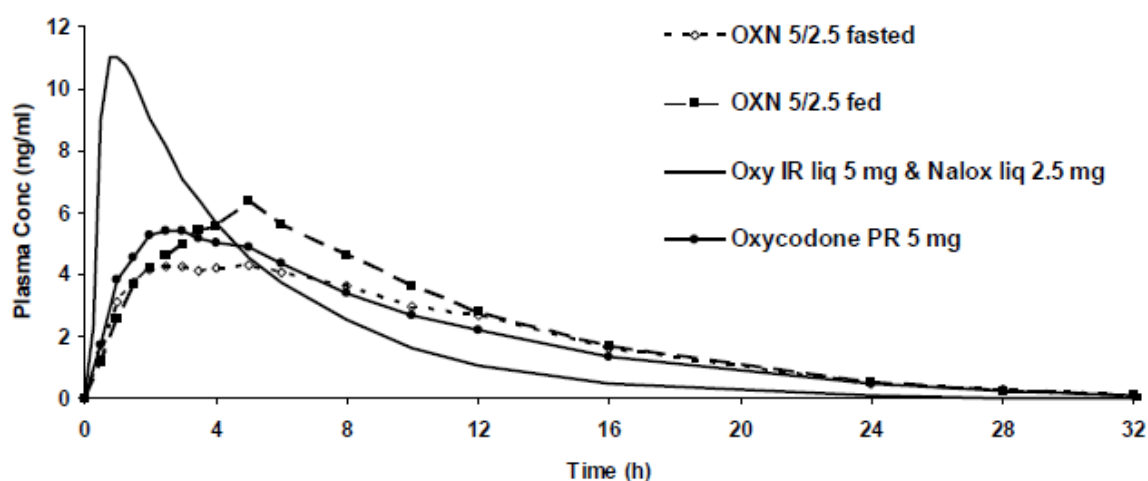 12
10
8
6
4
2
0
Plasma Conc (ng/ml)
0 4 8 12 16 20 24 28 32
Time (h)
OXN 5/2.5 fasted
OXN 5/2.5 fed
Oxy IR liq 5 mg & Nalox liq 2.5 mg
Oxycodone PR 5 mg